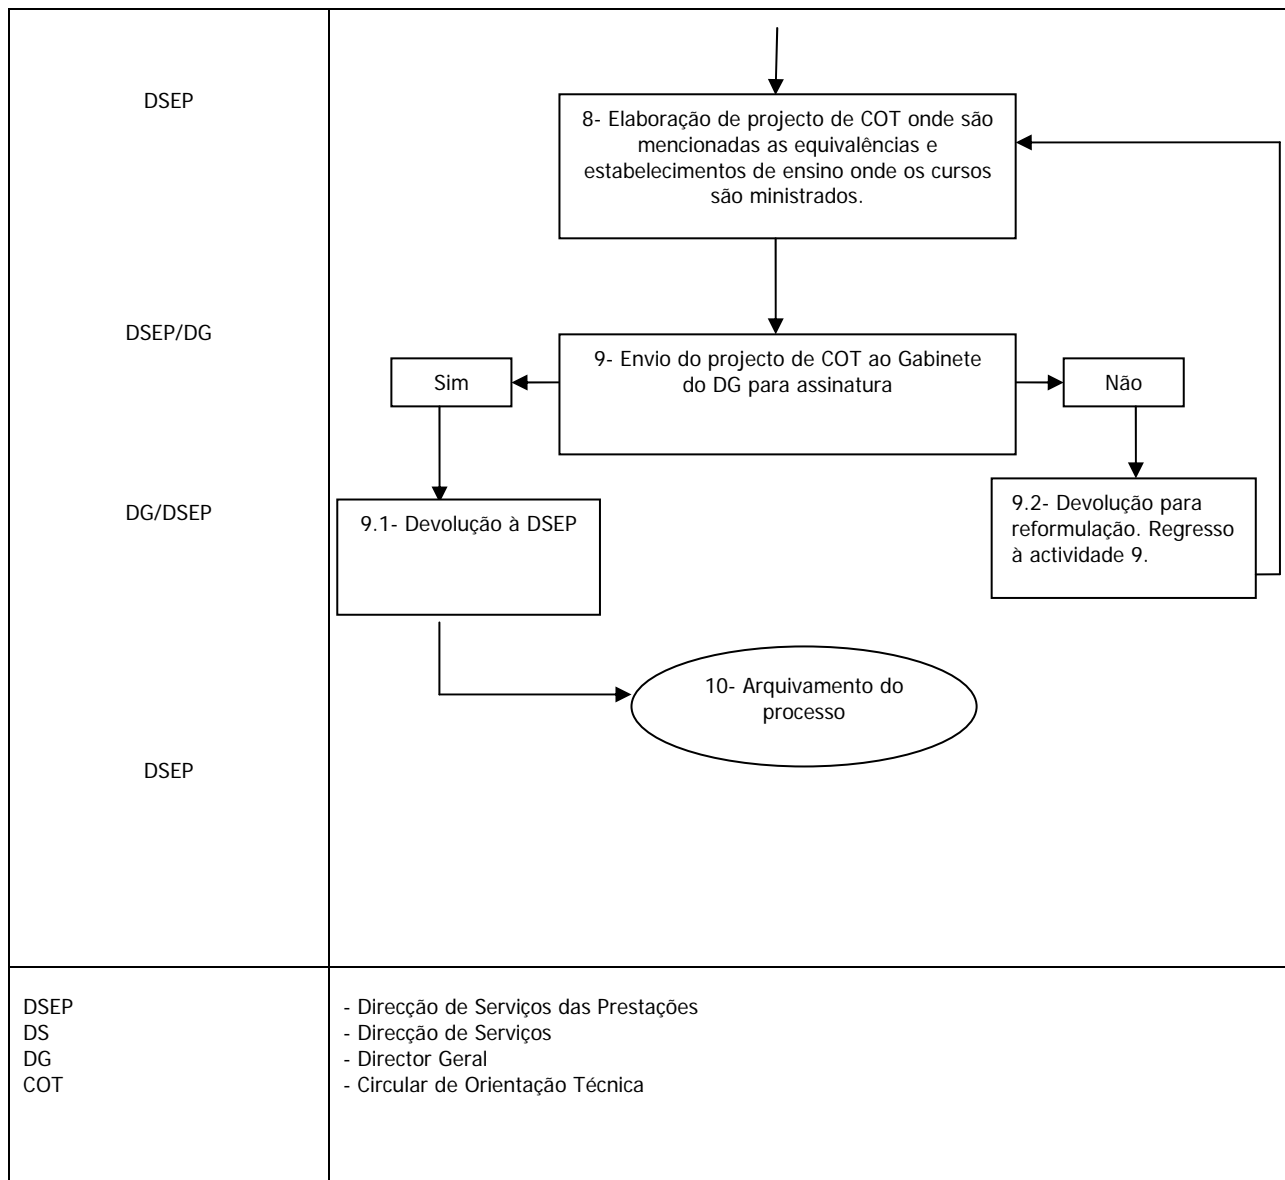 DSEP
8- Elaboração de projecto de COT onde são
mencionadas as equivalências e
estabelecimentos de ensino onde os cursos
são ministrados.
DSEP/DG
9- Envio do projecto de COT ao Gabinete
do DG para assinatura
Sim
Não
DG/DSEP
9.1- Devolução à DSEP
9.2- Devolução para
reformulação. Regresso
à actividade 9.
10- Arquivamento do
processo
DSEP
DSEP - Direcção de Serviços das Prestações
DS - Direcção de Serviços
DG - Director Geral
COT - Circular de Orientação Técnica